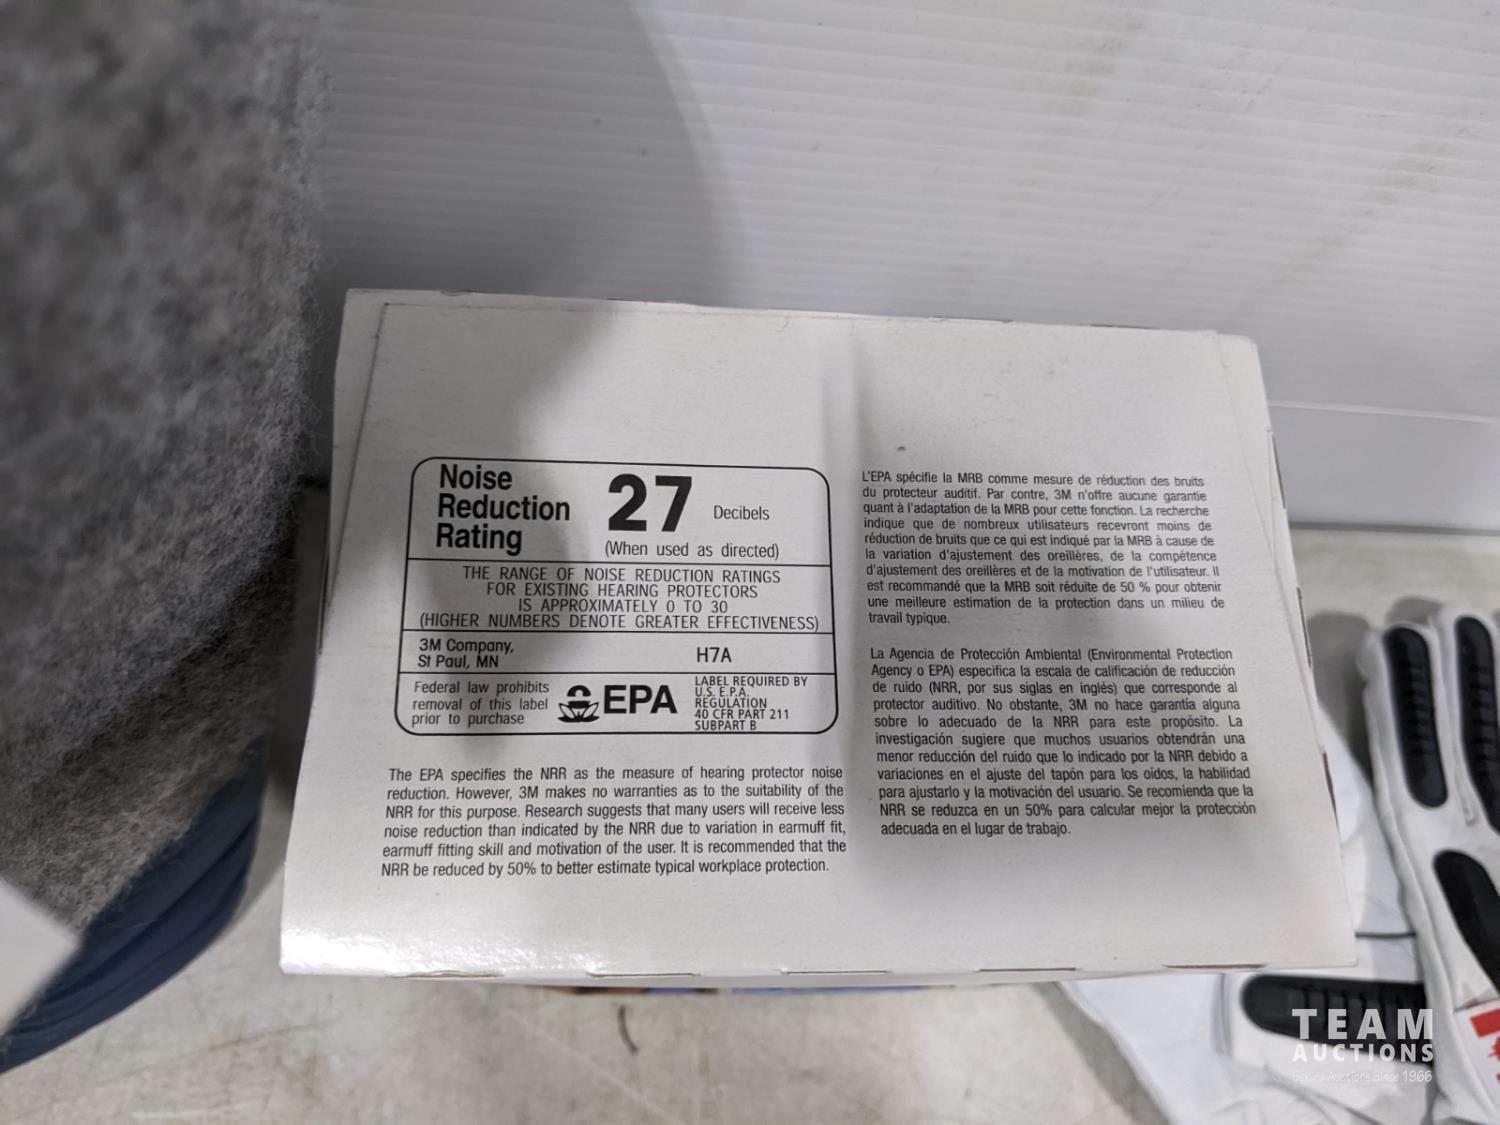 Noise
Reduction
Rating
27
Decibels
(When used as directed)
THE RANGE OF NOISE REDUCTION RATINGS
FOR EXISTING HEARING PROTECTORS
IS APPROXIMATELY 0 TO 30
(HIGHER NUMBERS DENOTE GREATER EFFECTIVENESS)
3M Company,
St Paul, MN
H7A
Federal law prohibits
removal of this label
prior to purchase
EPA
LABEL REQUIRED BY
U.S. E.P.A.
REGULATION
40 CFR PART 211
SUBPART B
The EPA specifies the NRR as the measure of hearing protector noise
reduction. However, 3M makes no warranties as to the suitability of the
NRR for this purpose. Research suggests that many users will receive less
noise reduction than indicated by the NRR due to variation in earmuff fit,
earmuff fitting skill and motivation of the user. It is recommended that the
NRR be reduced by 50% to better estimate typical workplace protection.
L'EPA spécifie la MRB comme mesure de réduction des bruits
du protecteur auditif. Par contre, 3M n'offre aucune garantie
quant à l'adaptation de la MRB pour cette fonction. La recherche
indique que de nombreux utilisateurs recevront moins de
réduction de bruits que ce qui est indiqué par la MRB à cause de
la variation d'ajustement des oreillères, de la compétence
d'ajustement des oreillères et de la motivation de l'utilisateur. Il
est recommandé que la MRB soit réduite de 50 % pour obtenir
une meilleure estimation de la protection dans un milieu de
travail typique.
La Agencia de Protección Ambiental (Environmental Protection
Agency o EPA) especifica la escala de calificación de reducción
de ruido (NRR, por sus siglas en inglés) que corresponde al
protector auditivo. No obstante, 3M no hace garantía alguna
sobre lo adecuado de la NRR para este propósito. La
investigación sugiere que muchos usuarios obtendrán una
menor reducción del ruido que lo indicado por la NRR debido a
variaciones en el ajuste del tapón para los oídos, la habilidad
para ajustarlo y la motivación del usuario. Se recomienda que la
NRR se reduzca en un 50% para calcular mejor la protección
adecuada en el lugar de trabajo.
TEAM
AUCTIONS
Auctions Since 1966